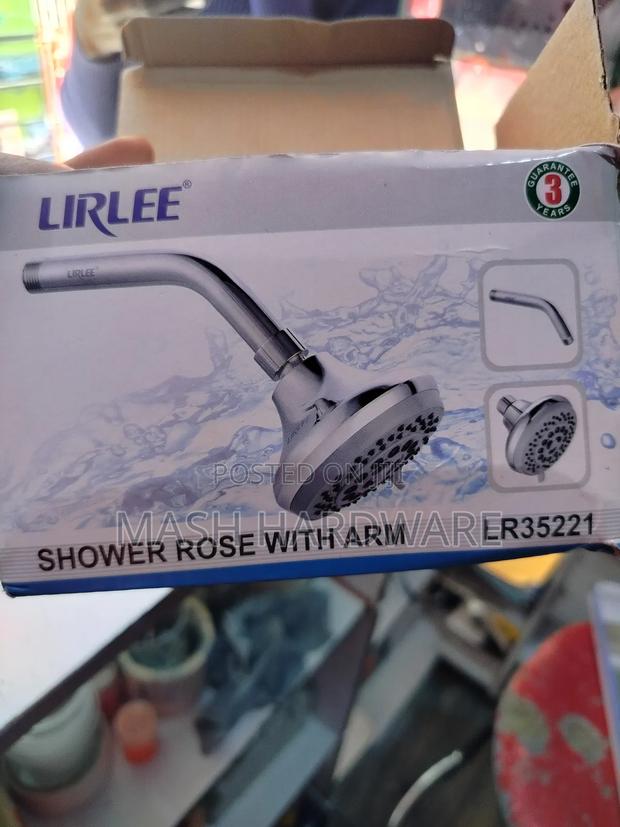 LIRLEE®
GUARANTEE
3
YEARS
LIRLEE
POSTED ON
MASH HARDWARE
SHOWER ROSE WITH ARM
LR35221